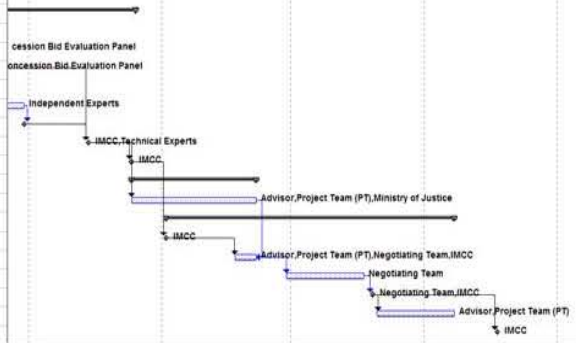 cession Bid Evaluation Panel
oncession Bid Evaluation Panel
Independent Experts
IMCC,Technical Experts
IMCC
Advisor,Project Team (PT),Ministry of Justice
IMCC
Advisor,Project Team (PT),Negotiating Team,IMCC
Negotiating Team
Negotiating Team,IMCC
Advisor,Project Team (PT)
IMCC